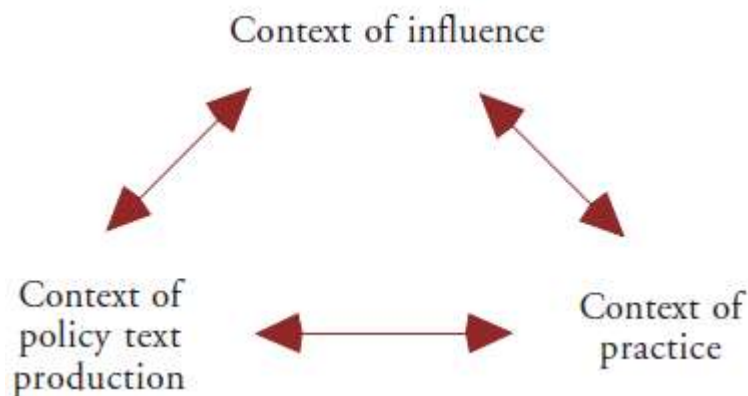 Context of influence
Context of
policy text
production
Context of
practice